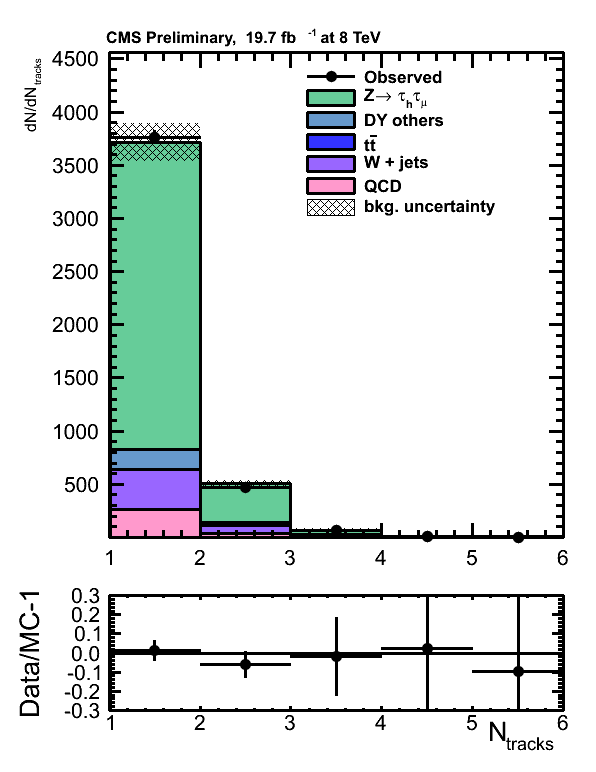 CMS Preliminary, 19.7 fb -1 at 8 TeV
dN/dNtracks
4500
4000
3500
3000
2500
2000
1500
1000
500
Observed
Z→ τhτμ
DY others
tt̄
W + jets
QCD
bkg. uncertainty
1 2 3 4 5 6
Data/MC-1
0.3
0.2
0.1
0.0
-0.1
-0.2
-0.3
1 2 3 4 5 6
Ntracks